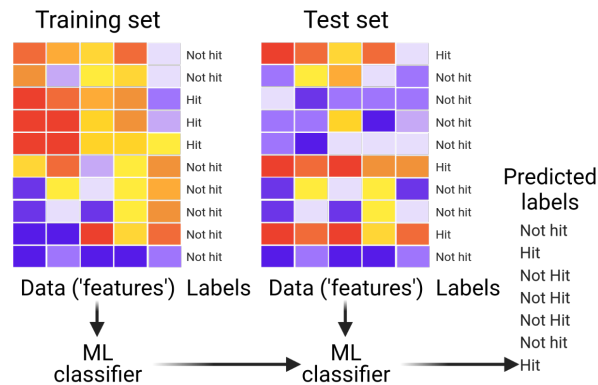 Training set
Not hit
Not hit
Hit
Hit
Hit
Not hit
Not hit
Not hit
Not hit
Not hit
Data ('features') Labels
ML
classifier
Test set
Hit
Not hit
Not hit
Not hit
Not hit
Hit
Not hit
Not hit
Hit
Not hit
Data ('features') Labels
ML
classifier
Predicted
labels
Not hit
Hit
Not Hit
Not Hit
Not Hit
Not hit
Hit